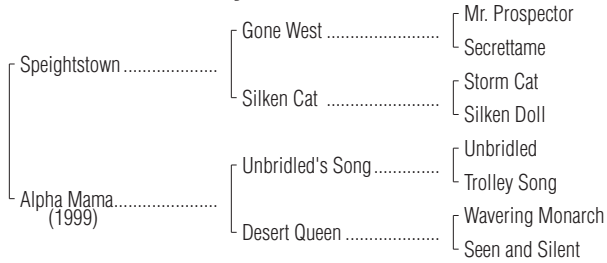 Mr. Prospector
Gone West ........................
Secrettame
Speightstown ....................
Storm Cat
Silken Cat ........................
Silken Doll
Unbridled
Unbridled's Song..............
Trolley Song
Alpha Mama......................
(1999)
Wavering Monarch
Desert Queen ....................
Seen and Silent